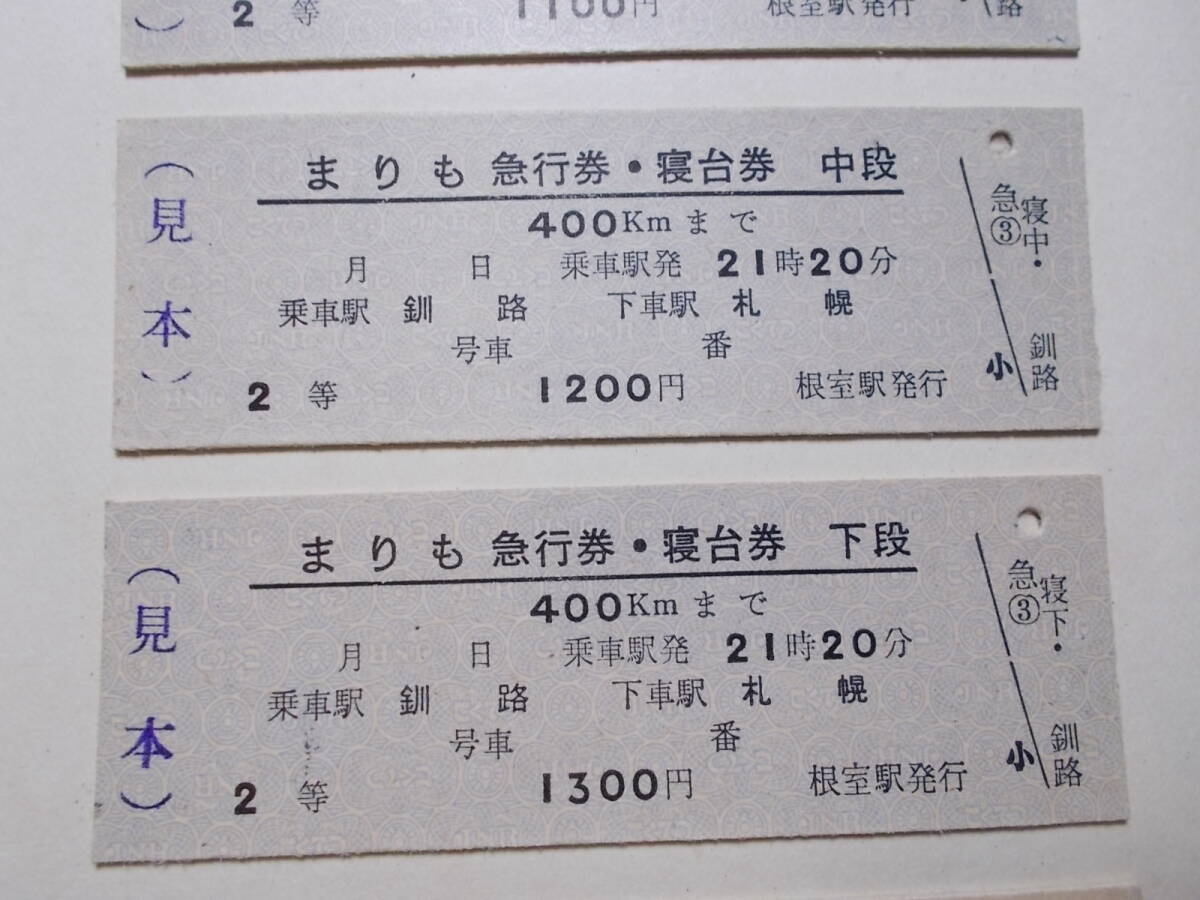 2 等 1100円 根室駅発行 路
(見本)
まりも 急行券・寝台券 中段
400Kmまで
月 日 乗車駅発 21時20分
乗車駅 釧路 下車駅 札幌
号車 番
2 等 1200円 根室駅発行
寝中・急③
小
釧路
(見本)
まりも 急行券・寝台券 下段
400Kmまで
月 日 乗車駅発 21時20分
乗車駅 釧路 下車駅 札幌
号車 番
2 等 1300円 根室駅発行
寝下・急③
小
釧路